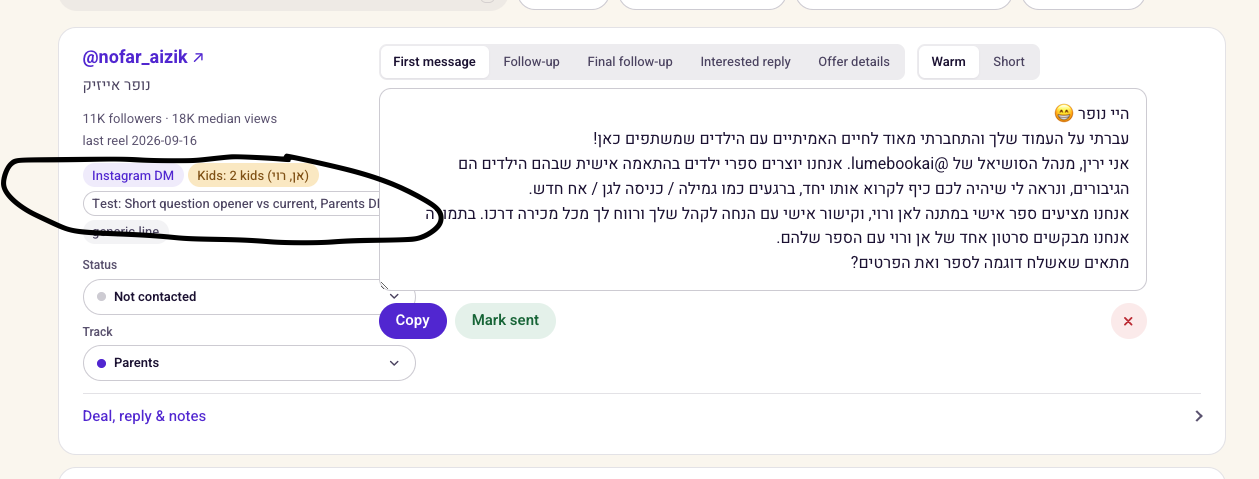 @nofar_aizik ↗
נופר אייזיק
11K followers · 18K median views
last reel 2026-09-16
Instagram DM
Kids: 2 kids (אן, רוי)
Test: Short question opener vs current, Parents
generic line
Status
Not contacted
Track
Parents
First message
Follow-up
Final follow-up
Interested reply
Offer details
Warm
Short
היי נופר 😁
עברתי על העמוד שלך והתחברתי מאוד לחיים האמיתיים עם הילדים שמשתפים כאן!
אני ירין, מנהל הסושיאל של @lumebookai. אנחנו יוצרים ספרי ילדים בהתאמה אישית שבהם הילדים הם
הגיבורים, ונראה לי שיהיה לכם כיף לקרוא אותו יחד, ברגעים כמו גמילה / כניסה לגן / אח חדש.
אנחנו מציעים ספר אישי במתנה לאן ורוי, וקישור אישי עם הנחה לקהל שלך ורווח לך מכל מכירה דרכו.
אנחנו מבקשים סרטון אחד של אן ורוי עם הספר שלהם.
מתאים שאשלח דוגמה לספר ואת הפרטים?
Copy
Mark sent
×
Deal, reply & notes